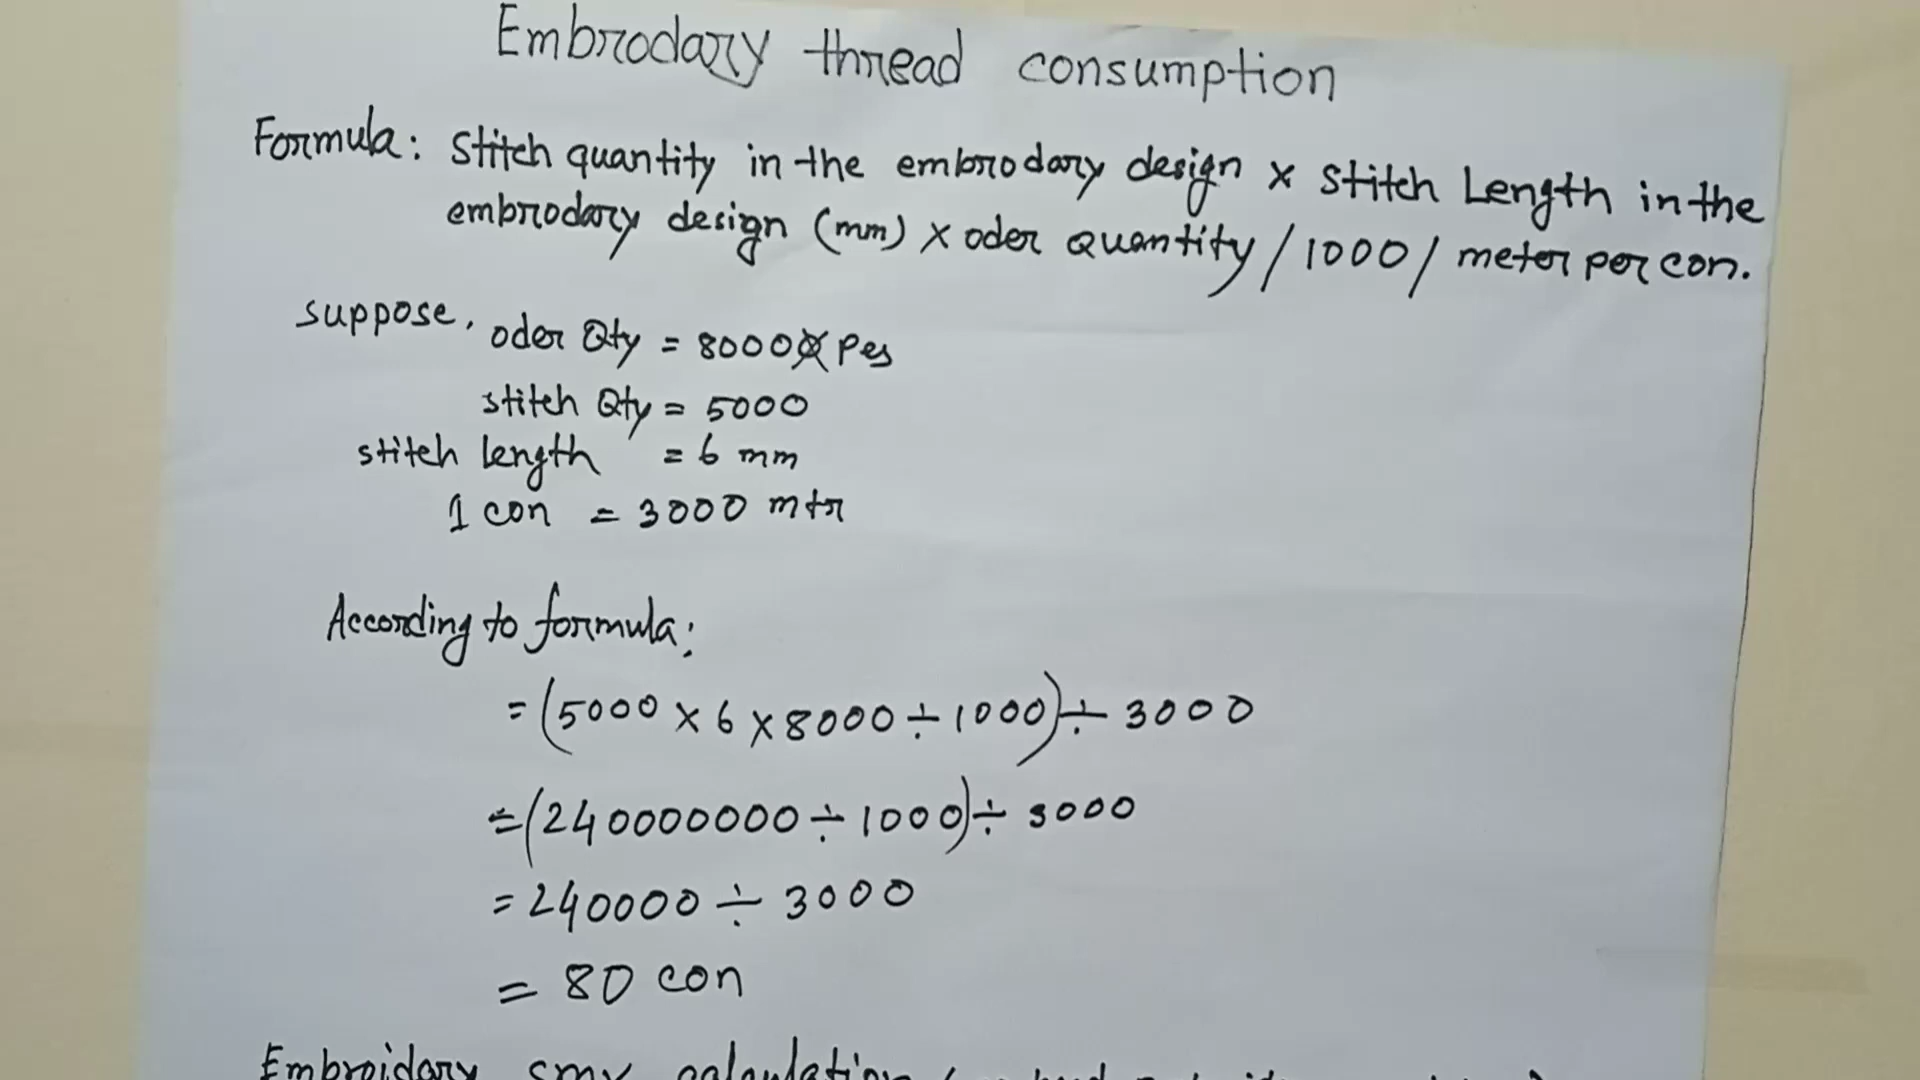 Embrodary thread consumption
Formula: Stitch quantity in the embrodary design x Stitch Length in the
embrodary design (mm) x oder quantity / 1000 / meter per con.
suppose, oder Qty = 8000 Pes
stitch Qty = 5000
stitch length = 6 mm
1 con = 3000 mtr
According to formula:
= (5000 x 6 x 8000 ÷ 1000) ÷ 3000
= (240000000 ÷ 1000) ÷ 3000
= 240000 ÷ 3000
= 80 con
Embroidary smv calculation